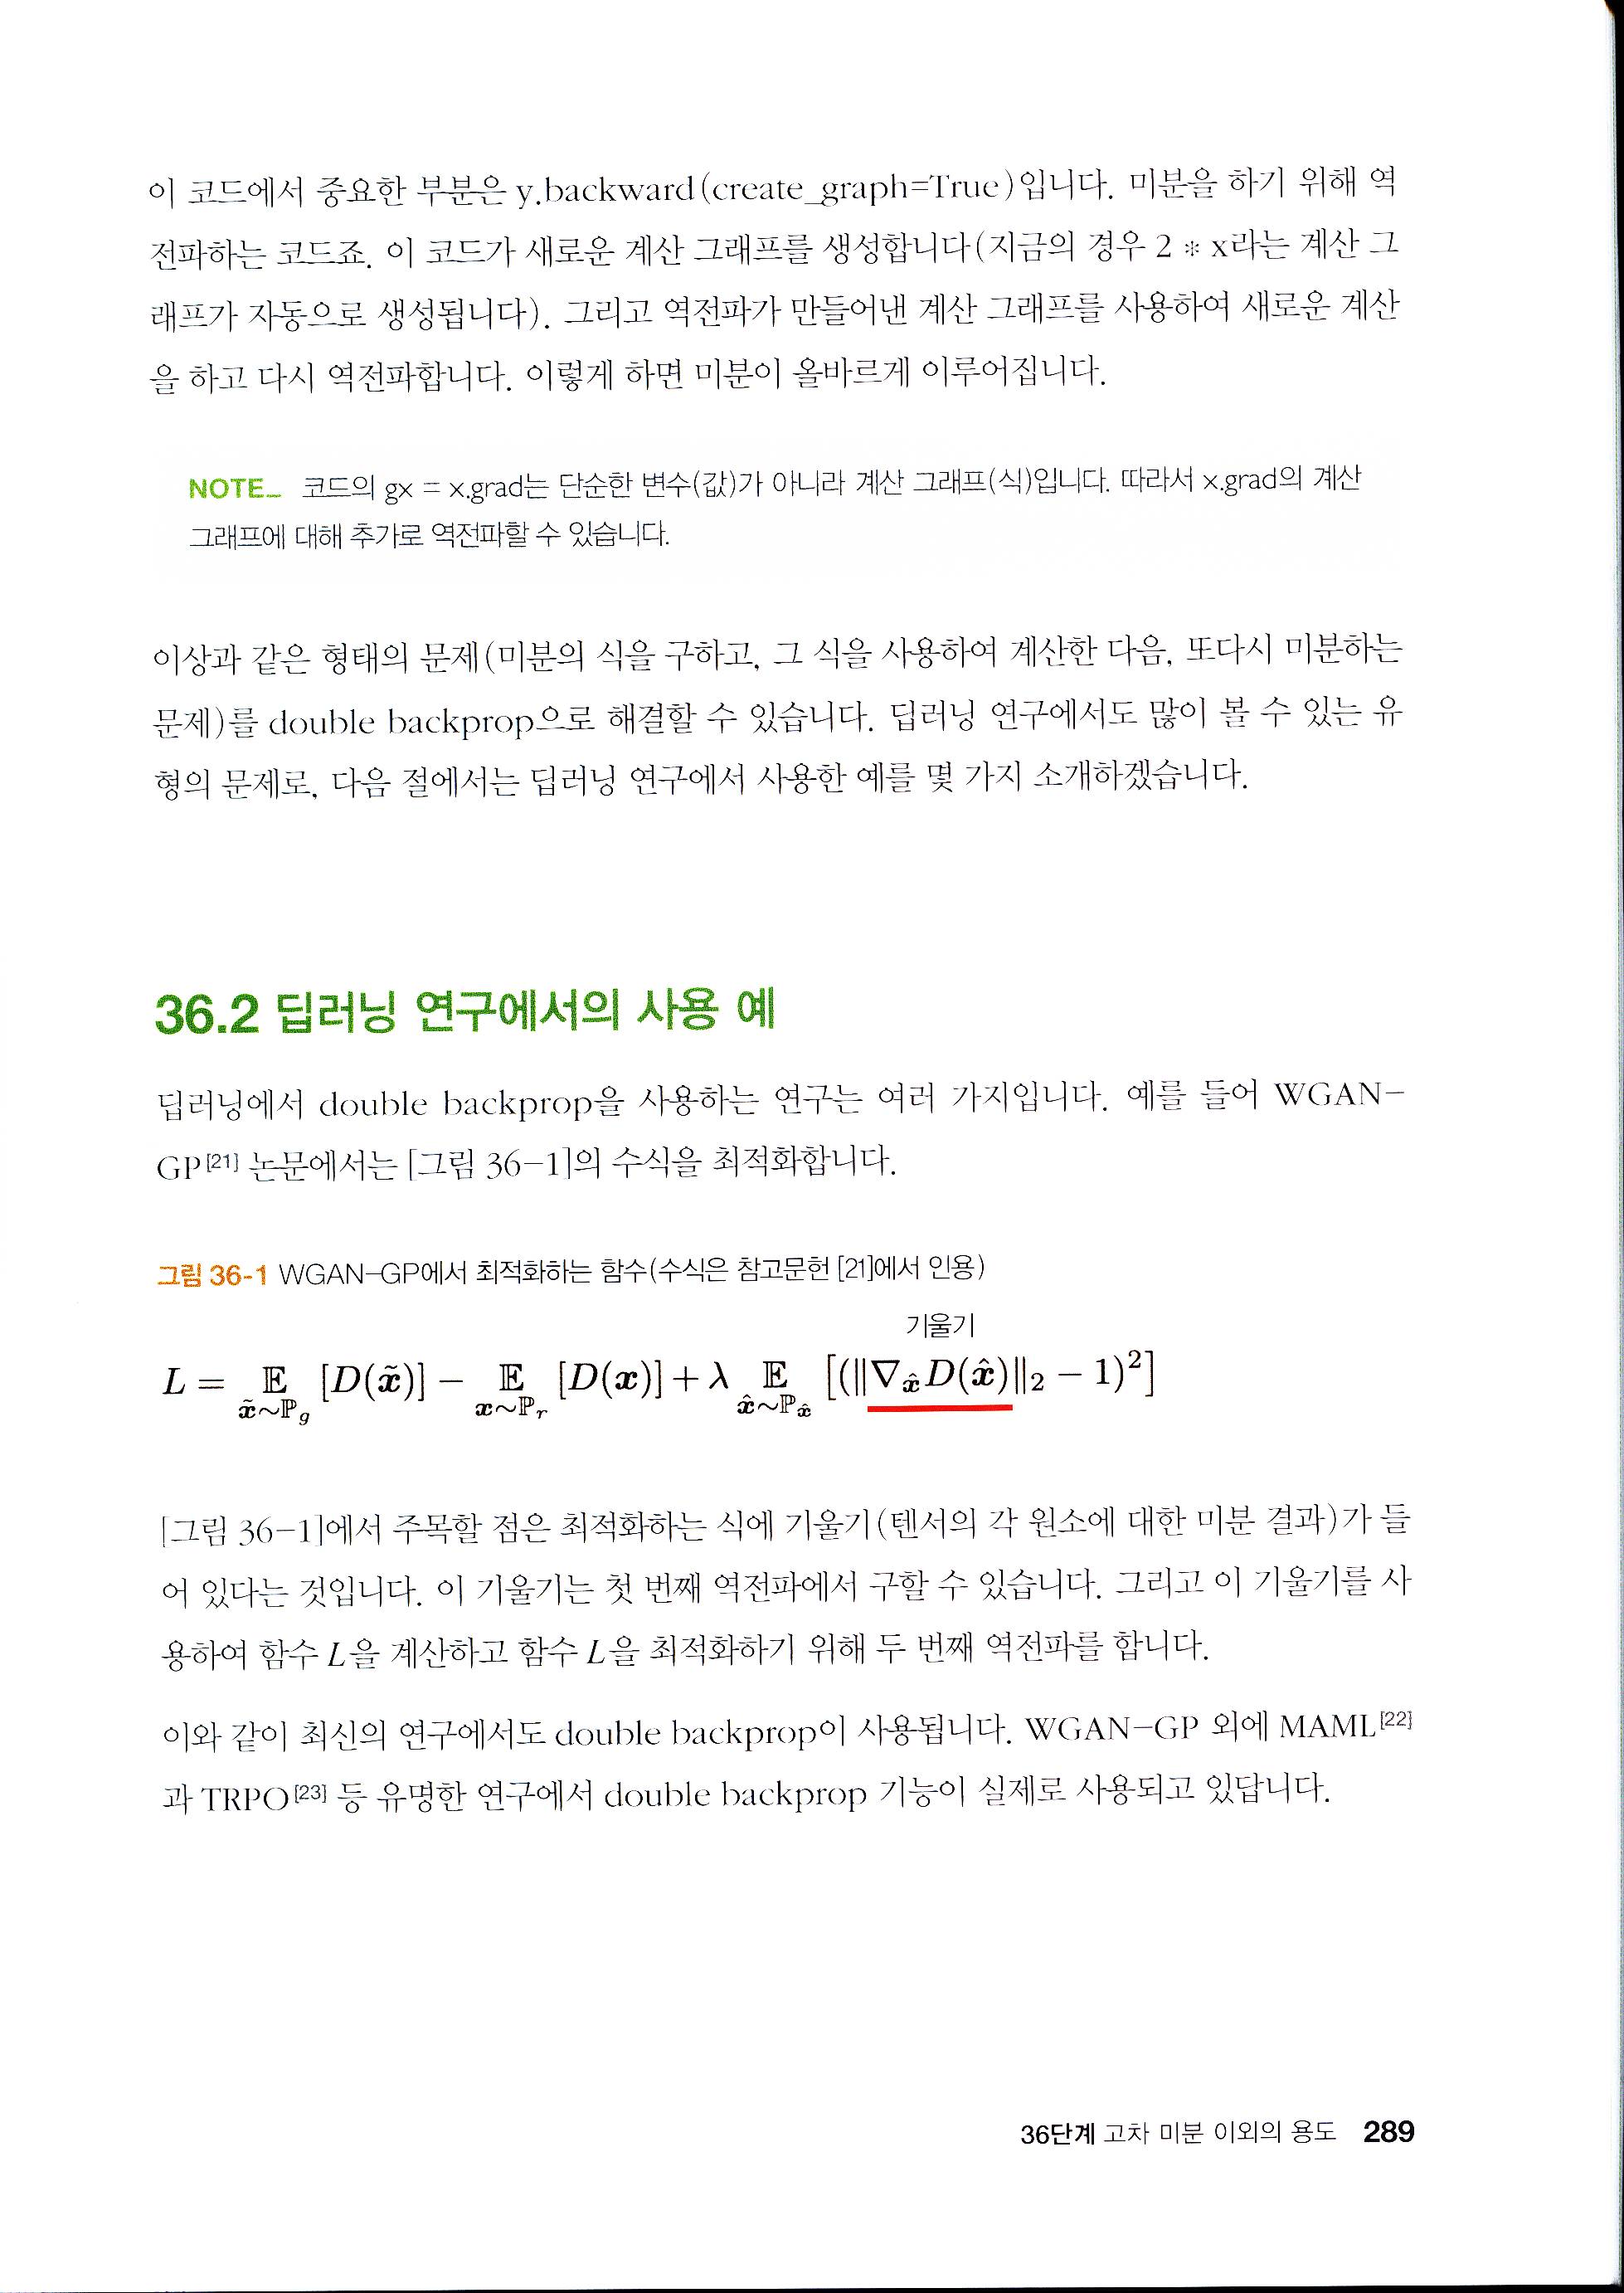 이 코드에서 중요한 부분은 y.backward(create_graph=True)입니다. 미분을 하기 위해 역
전파하는 코드죠. 이 코드가 새로운 계산 그래프를 생성합니다(지금의 경우 2 * x라는 계산 그
래프가 자동으로 생성됩니다). 그리고 역전파가 만들어낸 계산 그래프를 사용하여 새로운 계산
을 하고 다시 역전파합니다. 이렇게 하면 미분이 올바르게 이루어집니다.
NOTE_ 코드의 gx = x.grad는 단순한 변수(값)가 아니라 계산 그래프(식)입니다. 따라서 x.grad의 계산
그래프에 대해 추가로 역전파할 수 있습니다.
이상과 같은 형태의 문제(미분의 식을 구하고, 그 식을 사용하여 계산한 다음, 또다시 미분하는
문제)를 double backprop으로 해결할 수 있습니다. 딥러닝 연구에서도 많이 볼 수 있는 유
형의 문제로, 다음 절에서는 딥러닝 연구에서 사용한 예를 몇 가지 소개하겠습니다.
36.2 딥러닝 연구에서의 사용 예
딥러닝에서 double backprop을 사용하는 연구는 여러 가지입니다. 예를 들어 WGAN-
GP[21] 논문에서는 [그림 36-1]의 수식을 최적화합니다.
그림 36-1 WGAN-GP에서 최적화하는 함수(수식은 참고문헌 [21]에서 인용)
기울기
L = 𝔼_{x̃∼ℙ_g} [D(x̃)] − 𝔼_{x∼ℙ_r} [D(x)] + λ 𝔼_{x̂∼ℙ_x̂} [(‖∇_x̂ D(x̂)‖₂ − 1)²]
[그림 36-1]에서 주목할 점은 최적화하는 식에 기울기(텐서의 각 원소에 대한 미분 결과)가 들
어 있다는 것입니다. 이 기울기는 첫 번째 역전파에서 구할 수 있습니다. 그리고 이 기울기를 사
용하여 함수 L을 계산하고 함수 L을 최적화하기 위해 두 번째 역전파를 합니다.
이와 같이 최신의 연구에서도 double backprop이 사용됩니다. WGAN-GP 외에 MAML[22]
과 TRPO[23] 등 유명한 연구에서 double backprop 기능이 실제로 사용되고 있답니다.
36단계 고차 미분 이외의 용도 289